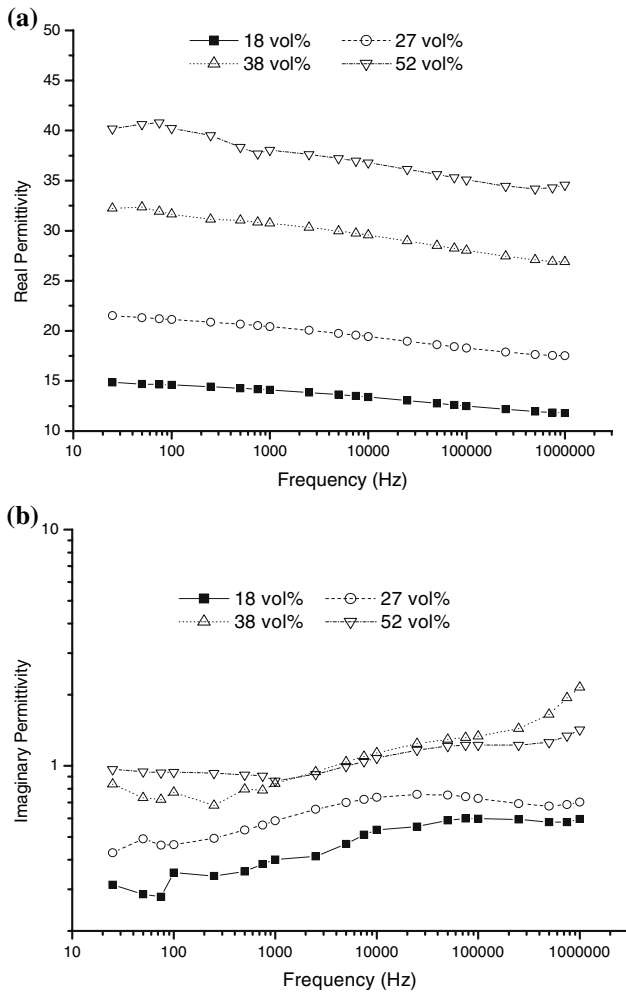 (a)
50
45
40
35
30
25
20
15
10
Real Permittivity
18 vol% 27 vol%
38 vol% 52 vol%
10 100 1000 10000 100000 1000000
Frequency (Hz)
(b)
10
1
Imaginary Permittivity
18 vol% 27 vol%
38 vol% 52 vol%
10 100 1000 10000 100000 1000000
Frequency (Hz)